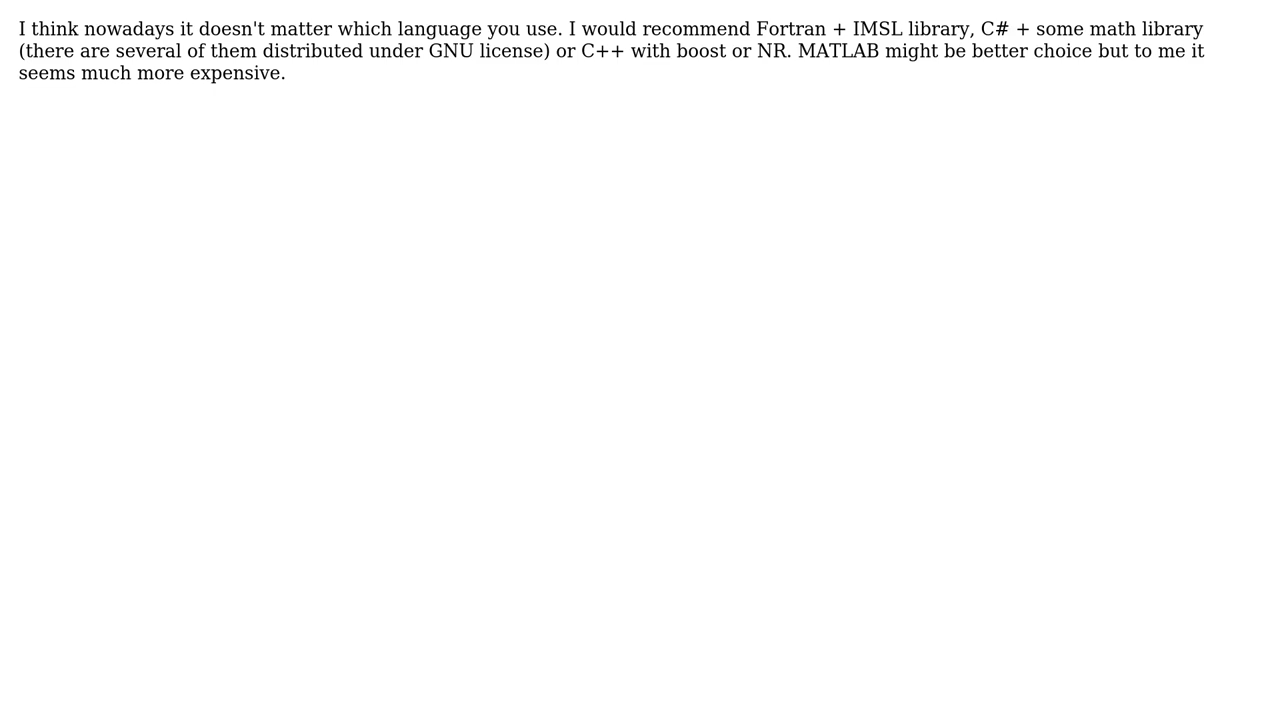 I think nowadays it doesn't matter which language you use. I would recommend Fortran + IMSL library, C# + some math library
(there are several of them distributed under GNU license) or C++ with boost or NR. MATLAB might be better choice but to me it
seems much more expensive.